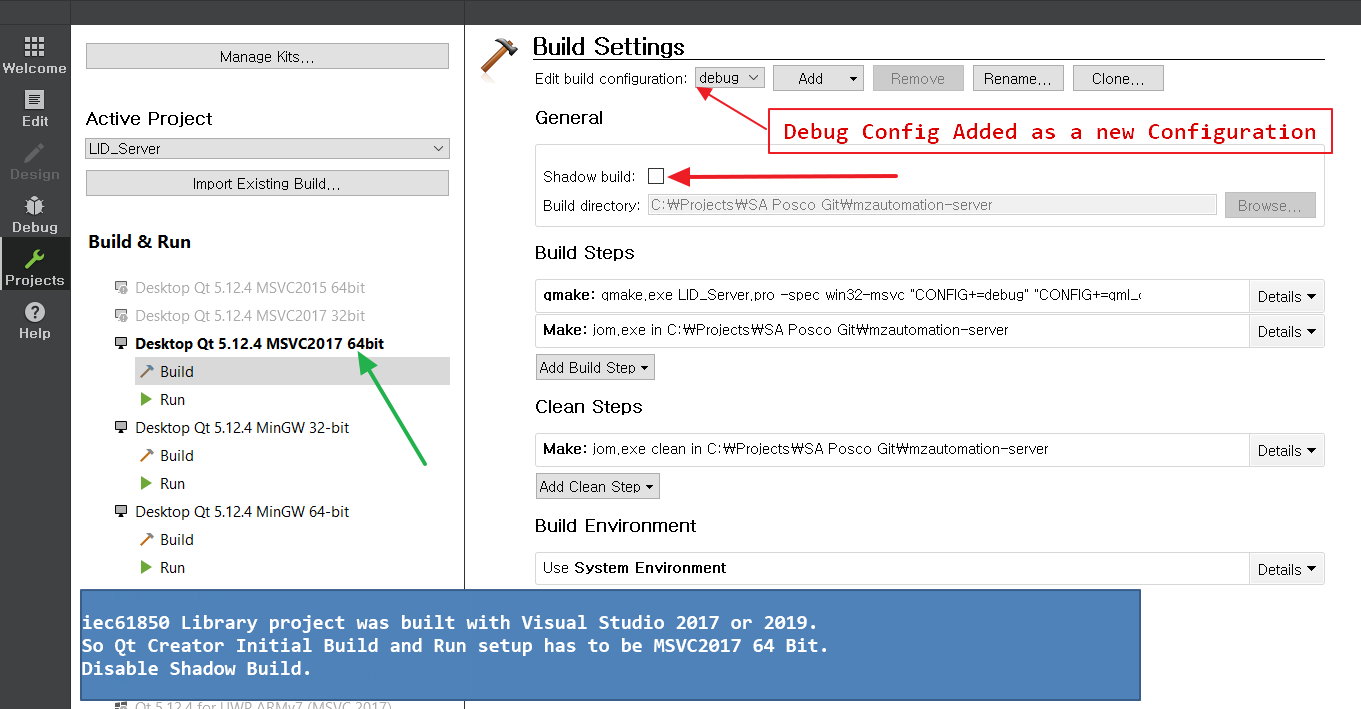 Welcome
Edit
Design
Debug
Projects
Help
Manage Kits...
Active Project
LID_Server
Import Existing Build...
Build & Run
Desktop Qt 5.12.4 MSVC2015 64bit
Desktop Qt 5.12.4 MSVC2017 32bit
Desktop Qt 5.12.4 MSVC2017 64bit
Build
Run
Desktop Qt 5.12.4 MinGW 32-bit
Build
Run
Desktop Qt 5.12.4 MinGW 64-bit
Build
Run
Build Settings
Edit build configuration: debug Add Remove Rename... Clone...
Debug Config Added as a new Configuration
General
Shadow build:
Build directory: C:₩Projects₩SA Posco Git₩mzautomation-server Browse...
Build Steps
qmake: qmake.exe LID_Server.pro -spec win32-msvc "CONFIG+=debug" "CONFIG+=qml_ Details
Make: jom.exe in C:₩Projects₩SA Posco Git₩mzautomation-server Details
Add Build Step
Clean Steps
Make: jom.exe clean in C:₩Projects₩SA Posco Git₩mzautomation-server Details
Add Clean Step
Build Environment
Use System Environment Details
iec61850 Library project was built with Visual Studio 2017 or 2019.
So Qt Creator Initial Build and Run setup has to be MSVC2017 64 Bit.
Disable Shadow Build.
Qt 5.12.4 for UWP ARMv7 (MSVC 2017)